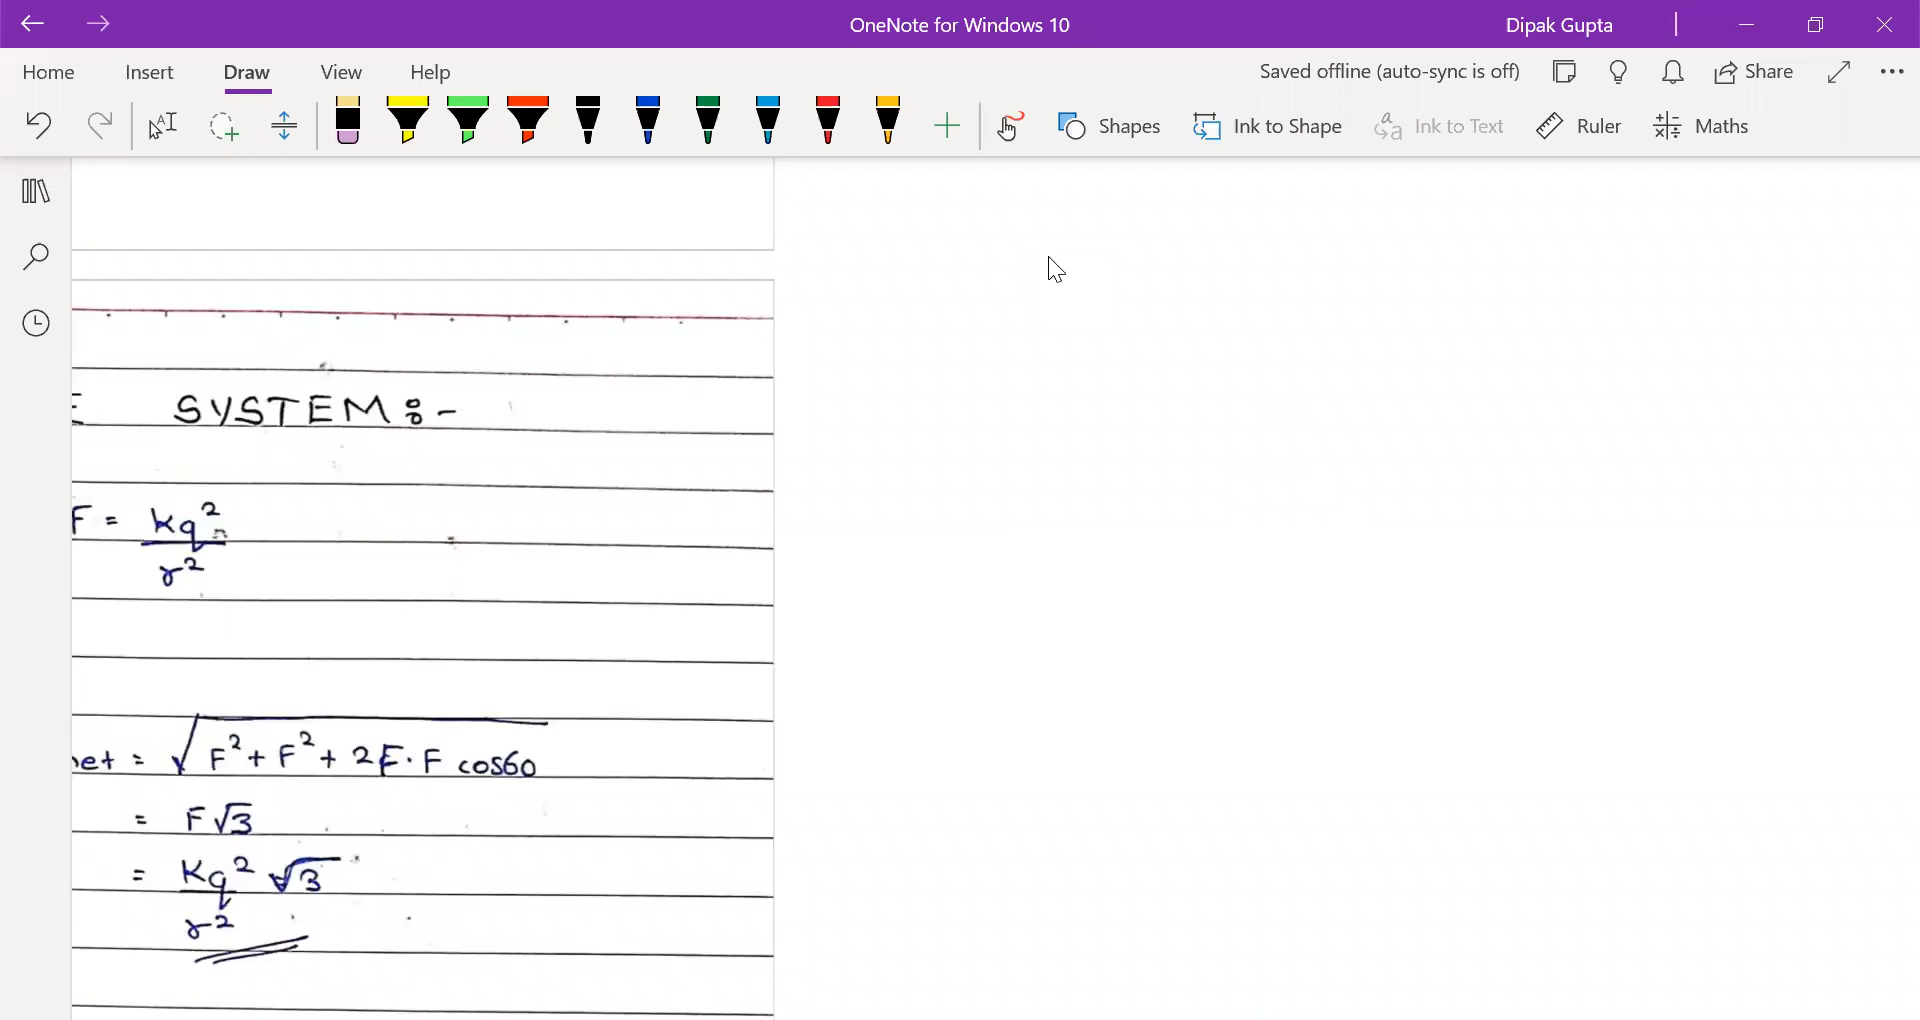 OneNote for Windows 10
Dipak Gupta
Home Insert Draw View Help
Saved offline (auto-sync is off) Share
Shapes Ink to Shape Ink to Text Ruler Maths
SYSTEM :-
F = kq²/r²
net = √(F² + F² + 2F·F cos60)
= F√3
= Kq²/r² √3